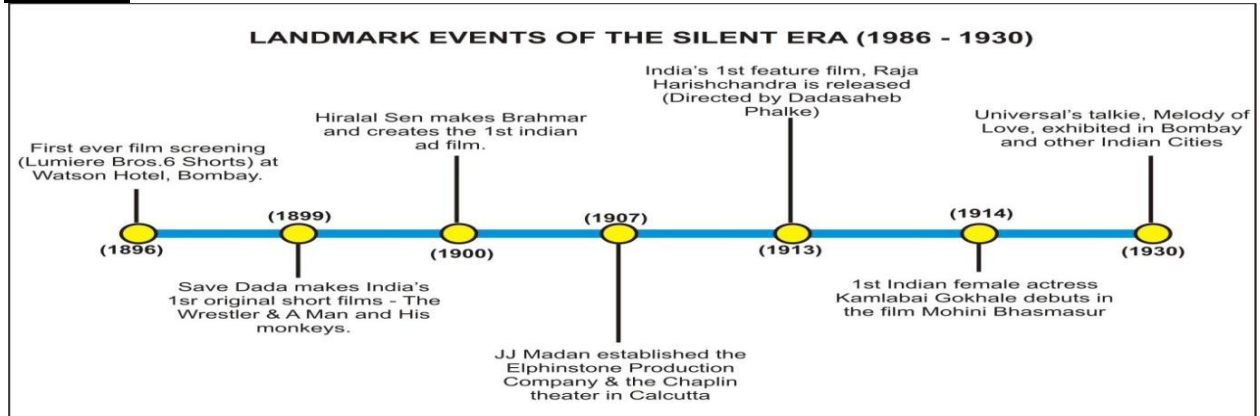 LANDMARK EVENTS OF THE SILENT ERA (1986 - 1930)
First ever film screening
(Lumiere Bros.6 Shorts) at
Watson Hotel, Bombay.
(1896)
(1899)
Save Dada makes India's
1sr original short films - The
Wrestler & A Man and His
monkeys.
Hiralal Sen makes Brahmar
and creates the 1st indian
ad film.
(1900)
(1907)
JJ Madan established the
Elphinstone Production
Company & the Chaplin
theater in Calcutta
India's 1st feature film, Raja
Harishchandra is released
(Directed by Dadasaheb
Phalke)
(1913)
(1914)
1st Indian female actress
Kamlabai Gokhale debuts in
the film Mohini Bhasmasur
Universal's talkie, Melody of
Love, exhibited in Bombay
and other Indian Cities
(1930)